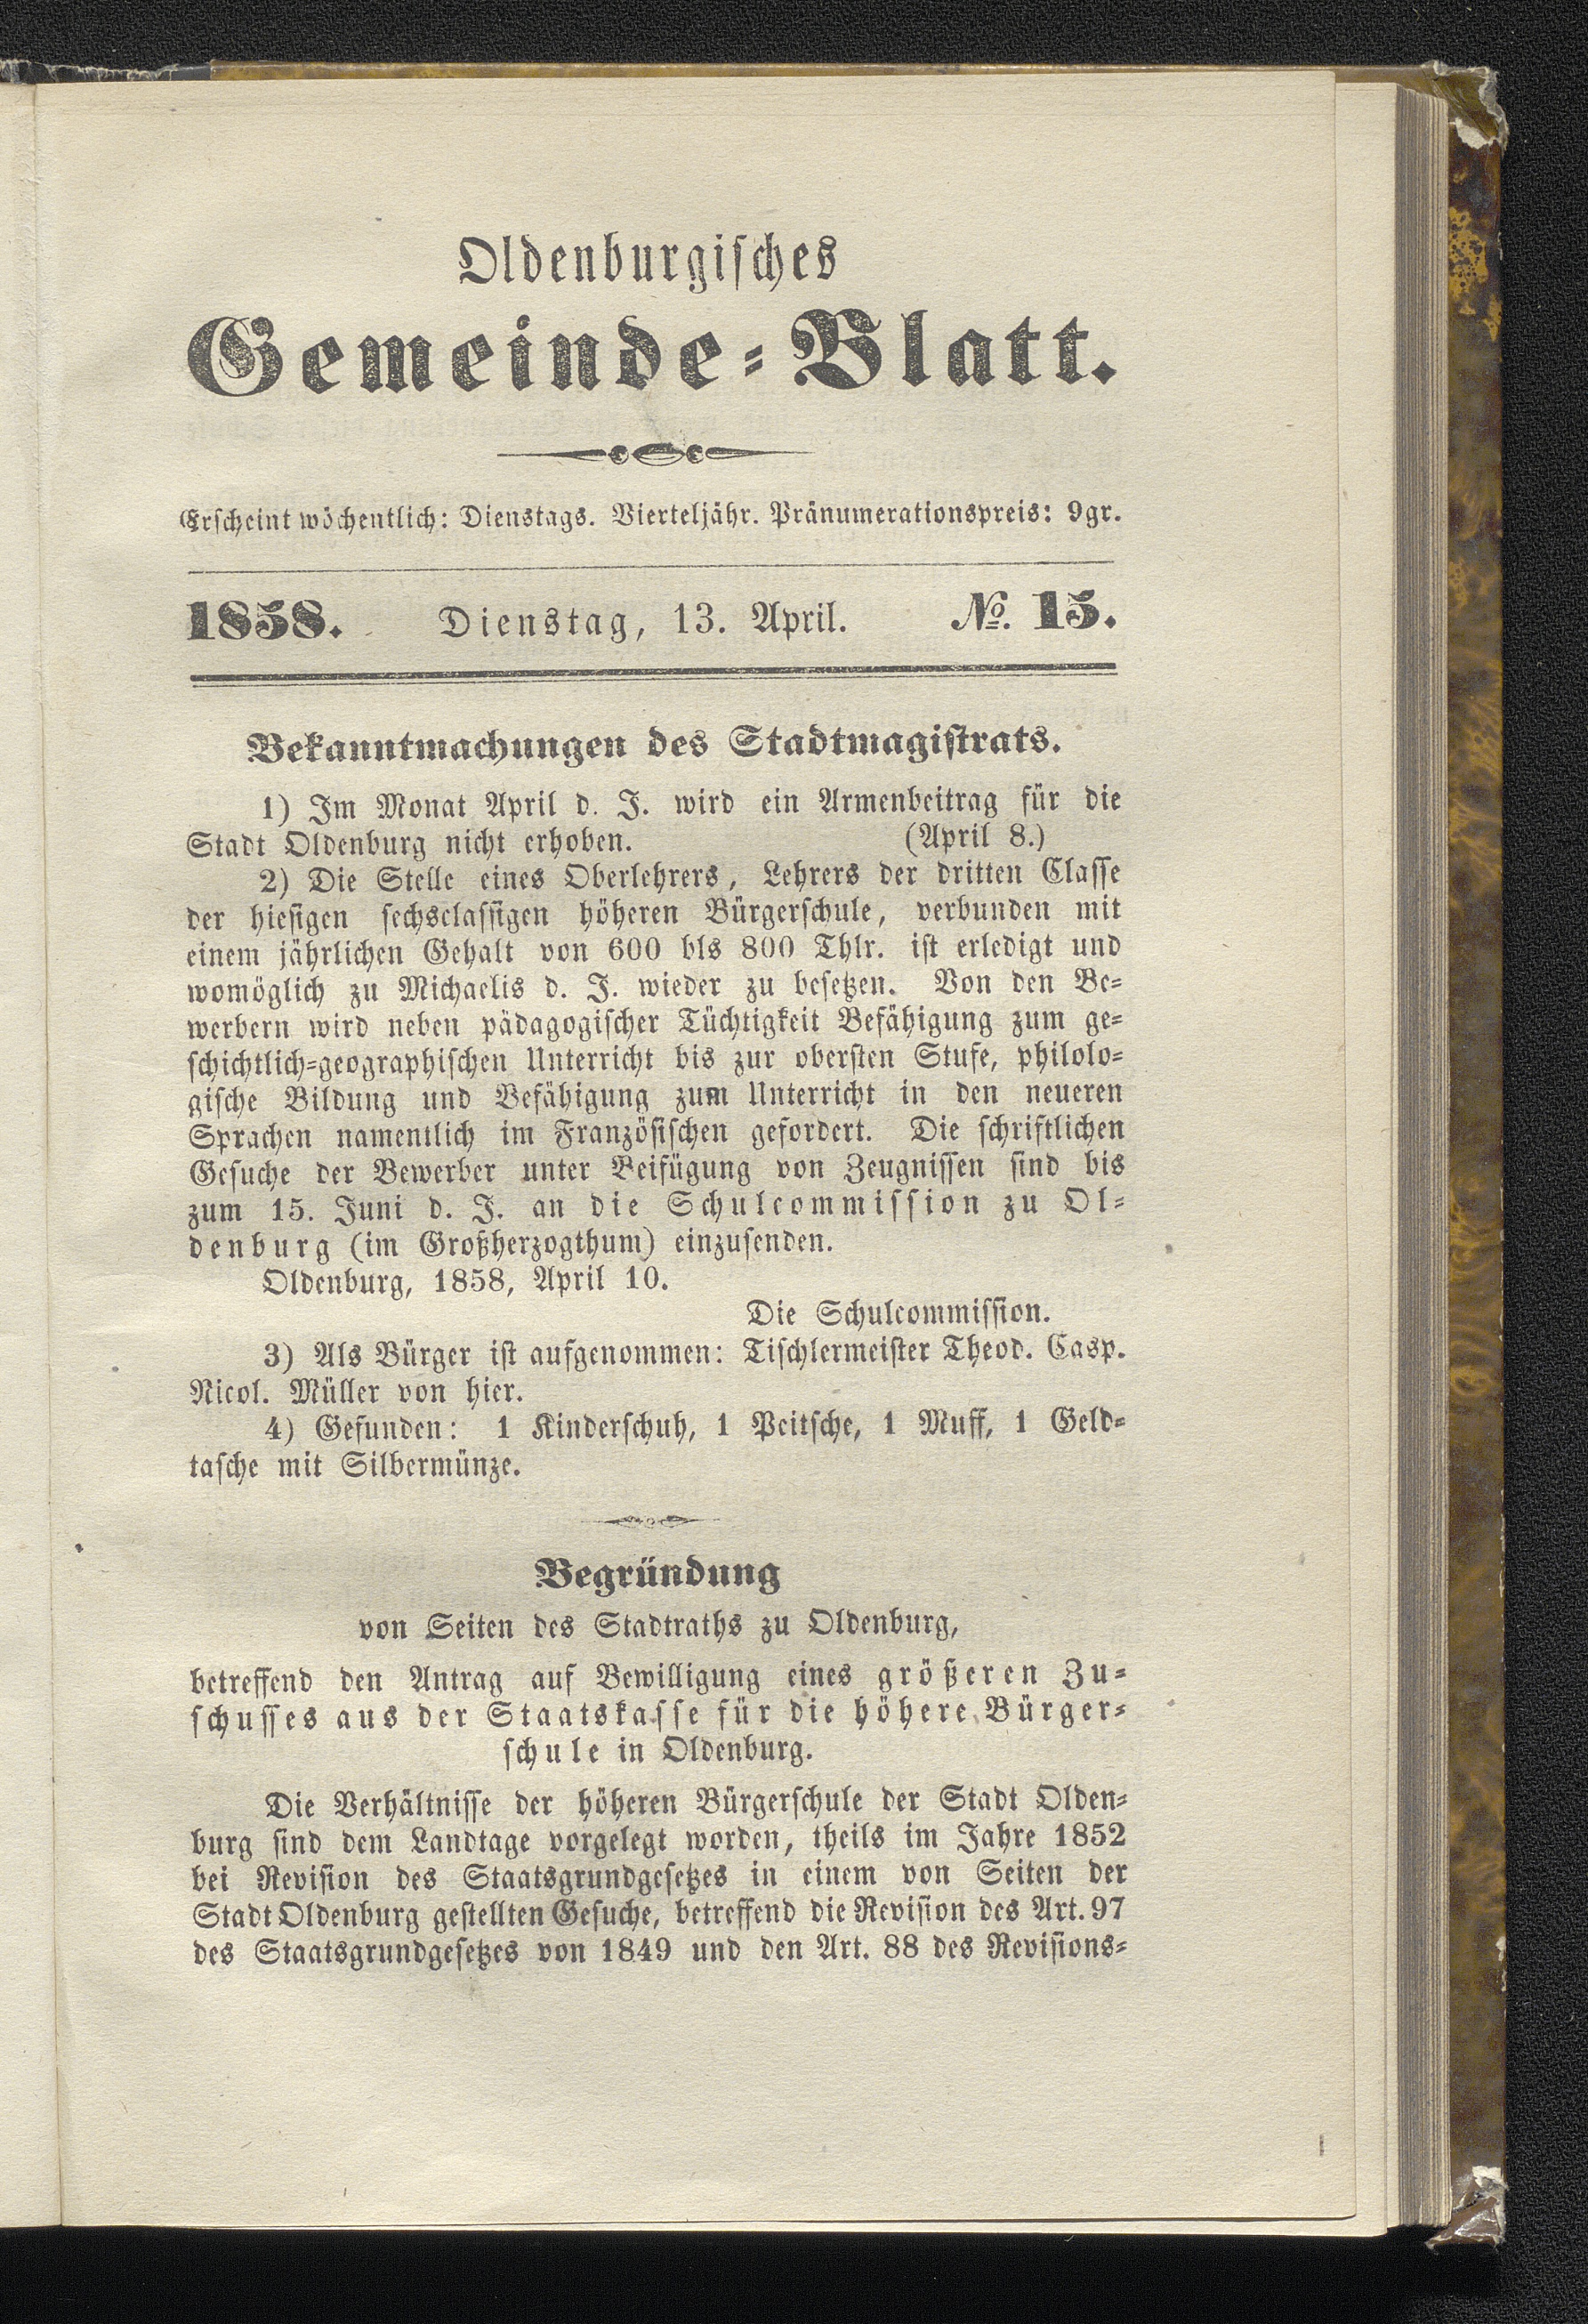 Oldenburgisches
Gemeinde-Blatt.
Erscheint wöchentlich: Dienstags. Vierteljähr. Pränumerationspreis: 9gr.
1858. Dienstag, 13. April. No. 15.
Bekanntmachungen des Stadtmagistrats.
1) Im Monat April d. J. wird ein Armenbeitrag für die
Stadt Oldenburg nicht erhoben. (April 8.)
2) Die Stelle eines Oberlehrers, Lehrers der dritten Classe
der hiesigen sechsclassigen höheren Bürgerschule, verbunden mit
einem jährlichen Gehalt von 600 bls 800 Thlr. ist erledigt und
womöglich zu Michaelis d. J. wieder zu besetzen. Von den Be-
werbern wird neben pädagogischer Tüchtigkeit Befähigung zum ge-
schichtlich-geographischen Unterricht bis zur obersten Stufe, philolo-
gische Bildung und Befähigung zum Unterricht in den neueren
Sprachen namentlich im Französischen gefordert. Die schriftlichen
Gesuche der Bewerber unter Beifügung von Zeugnissen sind bis
zum 15. Juni d. J. an die Schulcommission zu Ol-
denburg (im Großherzogthum) einzusenden.
Oldenburg, 1858, April 10.
Die Schulcommission.
3) Als Bürger ist aufgenommen: Tischlermeister Theod. Casp.
Nicol. Müller von hier.
4) Gefunden: 1 Kinderschuh, 1 Peitsche, 1 Muff, 1 Geld-
tasche mit Silbermünze.
Begründung
von Seiten des Stadtraths zu Oldenburg,
betreffend den Antrag auf Bewilligung eines größeren Zu-
schusses aus der Staatskasse für die höhere Bürger-
schule in Oldenburg.
Die Verhältnisse der höheren Bürgerschule der Stadt Olden-
burg sind dem Landtage vorgelegt worden, theils im Jahre 1852
bei Revision des Staatsgrundgesetzes in einem von Seiten der
Stadt Oldenburg gestellten Gesuche, betreffend die Revision des Art. 97
des Staatsgrundgesetzes von 1849 und den Art. 88 des Revisions-